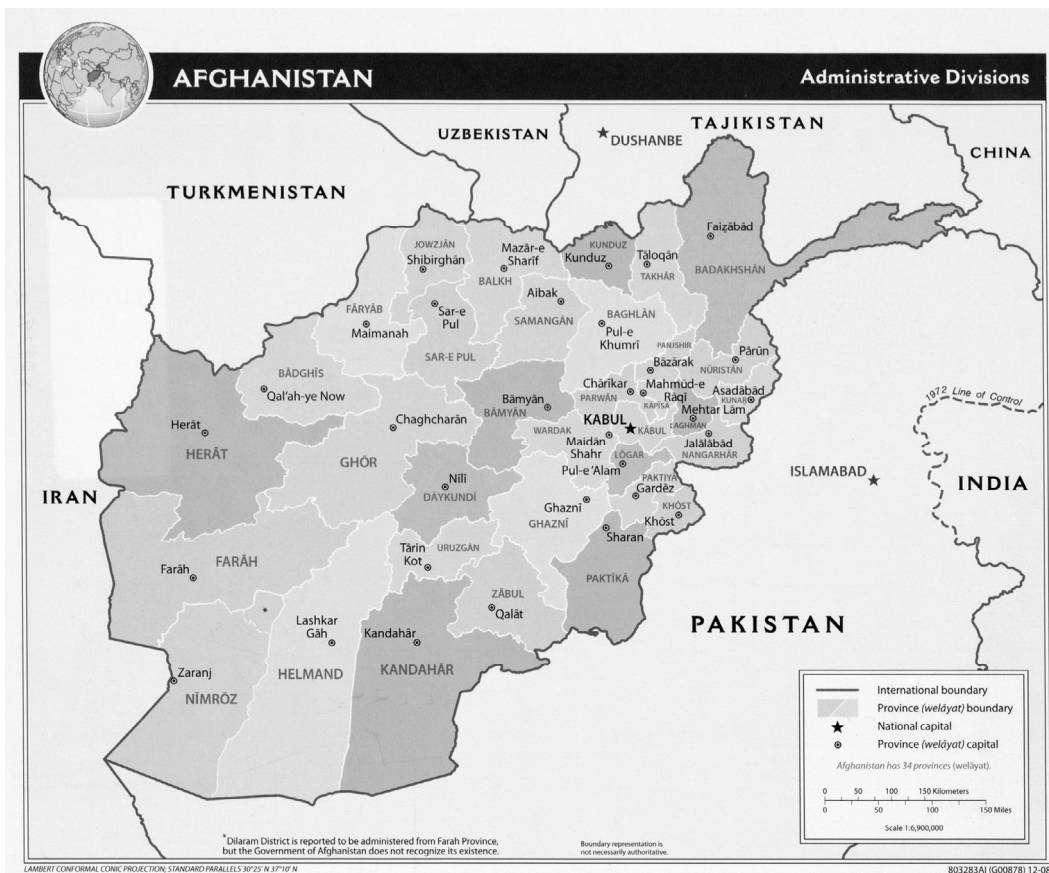 AFGHANISTAN
Administrative Divisions
UZBEKISTAN
DUSHANBE
TAJIKISTAN
CHINA
TURKMENISTAN
Faiẕābād
JOWZJĀN
Shibirghān
Mazār-e
Sharīf
BALKH
KUNDUZ
Kunduz
Tāloqān
TAKHĀR
BADAKHSHĀN
Aibak
SAMANGĀN
FĀRYĀB
Maimanah
Sar-e
Pul
SAR-E PUL
BAGHLĀN
Pul-e
Khumrī
PANJSHIR
Bāzārak
Pārūn
NŪRISTĀN
BĀDGHĪS
Qal'ah-ye Now
Chārīkar
PARWĀN
Mahmūd-e
Rāqī
KĀPĪSĀ
Asadābād
KUNAR
Mehtar Lām
LAGHMĀN
1972 Line of Control
Bāmyān
BĀMYĀN
Chaghcharān
Herāt
HERĀT
GHŌR
KABUL
KĀBUL
WARDAK
Maidān
Shahr
Jalālābād
NANGARHĀR
LŌGAR
Pul-e 'Alam
PAKTIYĀ
Gardēz
ISLAMABAD
INDIA
IRAN
Nīlī
DĀYKUNDĪ
Ghaznī
GHAZNĪ
KHŌST
Khōst
Sharan
Tārin
Kot
URUZGĀN
FARĀH
Farāh
PAKTĪKĀ
ZĀBUL
Qalāt
*
Lashkar
Gāh
Kandahār
KANDAHĀR
PAKISTAN
HELMAND
Zaranj
NĪMRŌZ
International boundary
Province (welāyat) boundary
National capital
Province (welāyat) capital
Afghanistan has 34 provinces (welāyat).
0 50 100 150 Kilometers
0 50 100 150 Miles
Scale 1:6,900,000
*Dilaram District is reported to be administered from Farah Province,
but the Government of Afghanistan does not recognize its existence.
Boundary representation is
not necessarily authoritative.
LAMBERT CONFORMAL CONIC PROJECTION; STANDARD PARALLELS 30°25' N 37°10' N
803283AI (G00878) 12-08